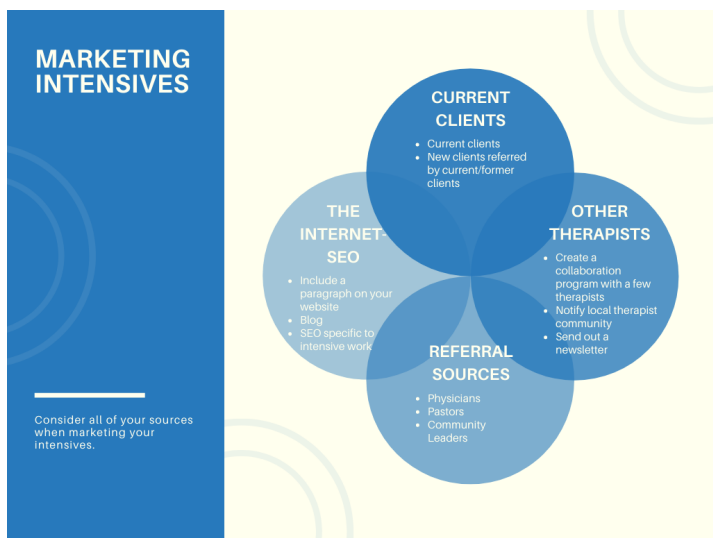 MARKETING
INTENSIVES
Consider all of your sources
when marketing your
intensives.
CURRENT
CLIENTS
• Current clients
• New clients referred
by current/former
clients
THE
INTERNET-
SEO
• Include a
paragraph on your
website
• Blog
• SEO specific to
intensive work
OTHER
THERAPISTS
• Create a
collaboration
program with a few
therapists
• Notify local therapist
community
• Send out a
newsletter
REFERRAL
SOURCES
• Physicians
• Pastors
• Community
Leaders